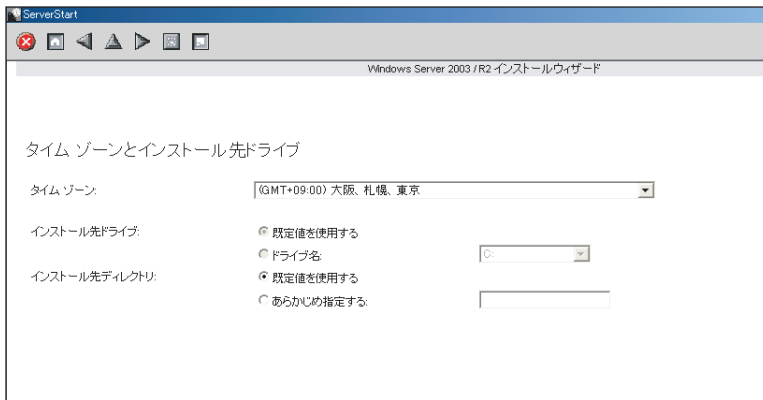 ServerStart
Windows Server 2003 / R2 インストールウィザード
タイム ゾーンとインストール先ドライブ
タイム ゾーン: (GMT+09:00) 大阪、札幌、東京
インストール先ドライブ: 既定値を使用する
ドライブ名: C:
インストール先ディレクトリ: 既定値を使用する
あらかじめ指定する: